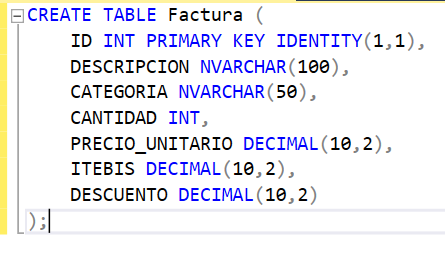 CREATE TABLE Factura (
ID INT PRIMARY KEY IDENTITY(1,1),
DESCRIPCION NVARCHAR(100),
CATEGORIA NVARCHAR(50),
CANTIDAD INT,
PRECIO_UNITARIO DECIMAL(10,2),
ITEBIS DECIMAL(10,2),
DESCUENTO DECIMAL(10,2)
);